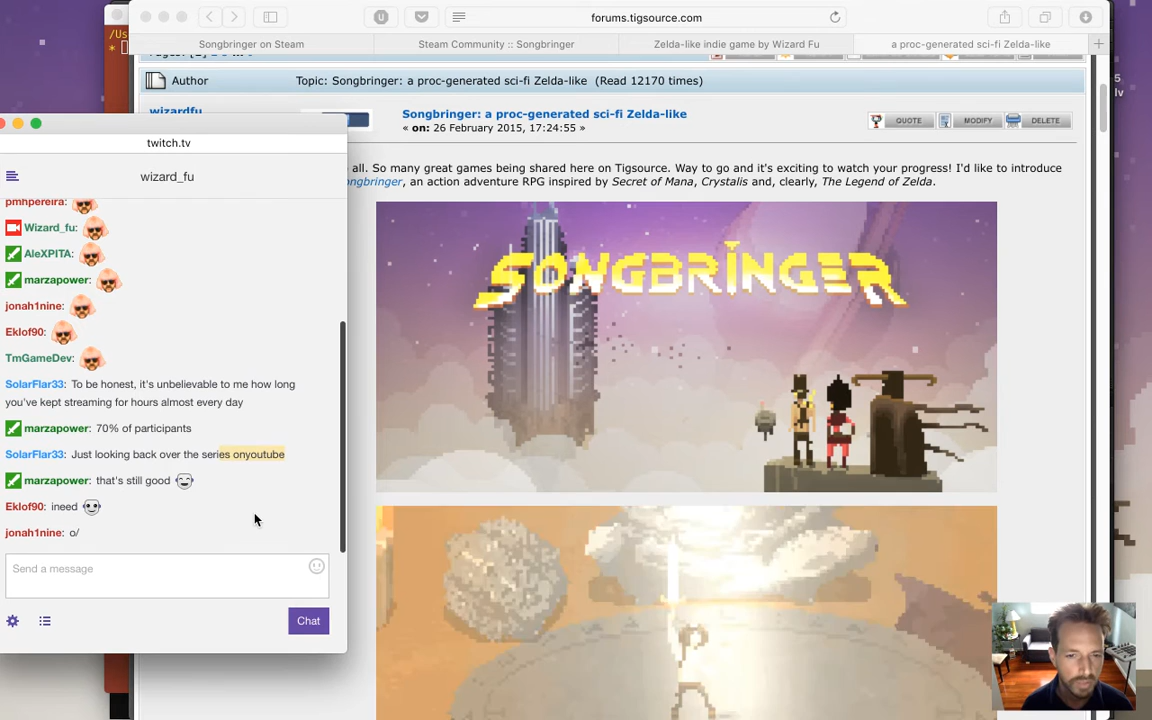 forums.tigsource.com
Songbringer on Steam
Steam Community :: Songbringer
Zelda-like indie game by Wizard Fu
a proc-generated sci-fi Zelda-like
/Us
*
Author
Topic: Songbringer: a proc-generated sci-fi Zelda-like (Read 12170 times)
wizardfu
Songbringer: a proc-generated sci-fi Zelda-like
« on: 26 February 2015, 17:24:55 »
QUOTE
MODIFY
DELETE
all. So many great games being shared here on Tigsource. Way to go and it's exciting to watch your progress! I'd like to introduce
ongbringer, an action adventure RPG inspired by Secret of Mana, Crystalis and, clearly, The Legend of Zelda.
SONGBRINGER
twitch.tv
wizard_fu
pmhpereira:
Wizard_fu:
AleXPITA:
marzapower:
jonah1nine:
Eklof90:
TmGameDev:
SolarFlar33: To be honest, it's unbelievable to me how long
you've kept streaming for hours almost every day
marzapower: 70% of participants
SolarFlar33: Just looking back over the series onyoutube
marzapower: that's still good
Eklof90: ineed
jonah1nine: o/
Send a message
Chat
5
lv